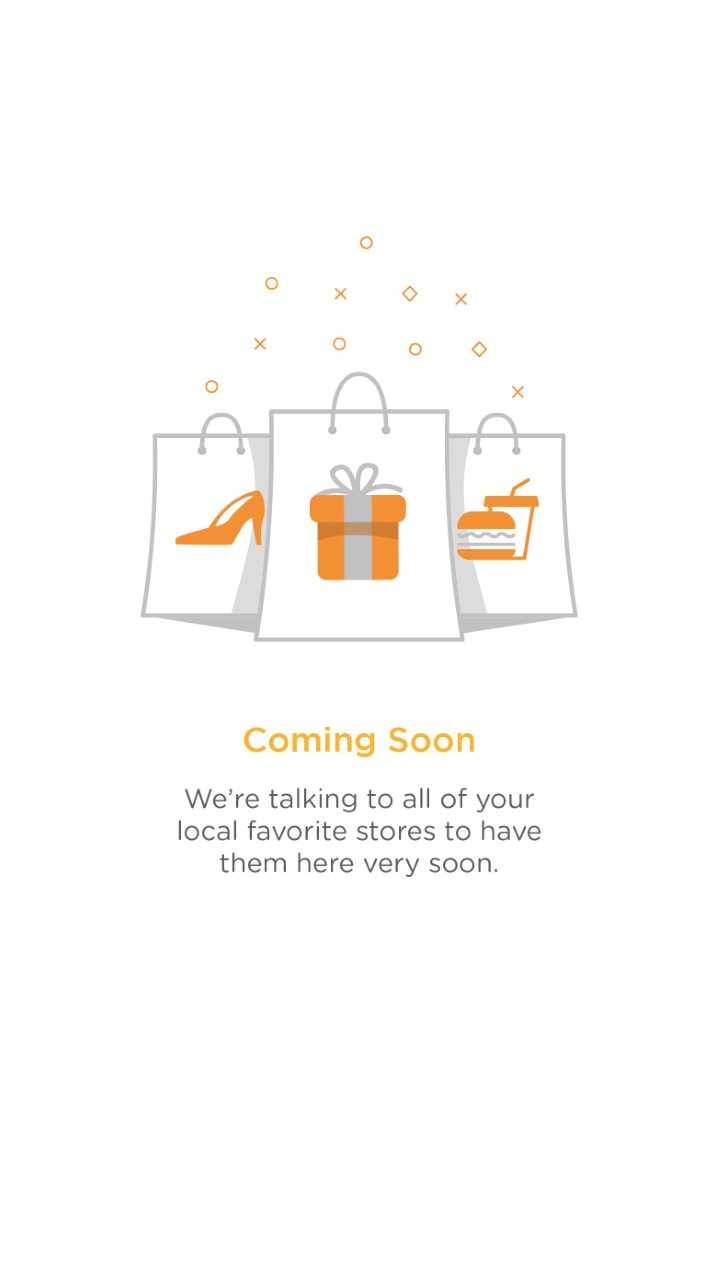 Coming Soon
We’re talking to all of your
local favorite stores to have
them here very soon.